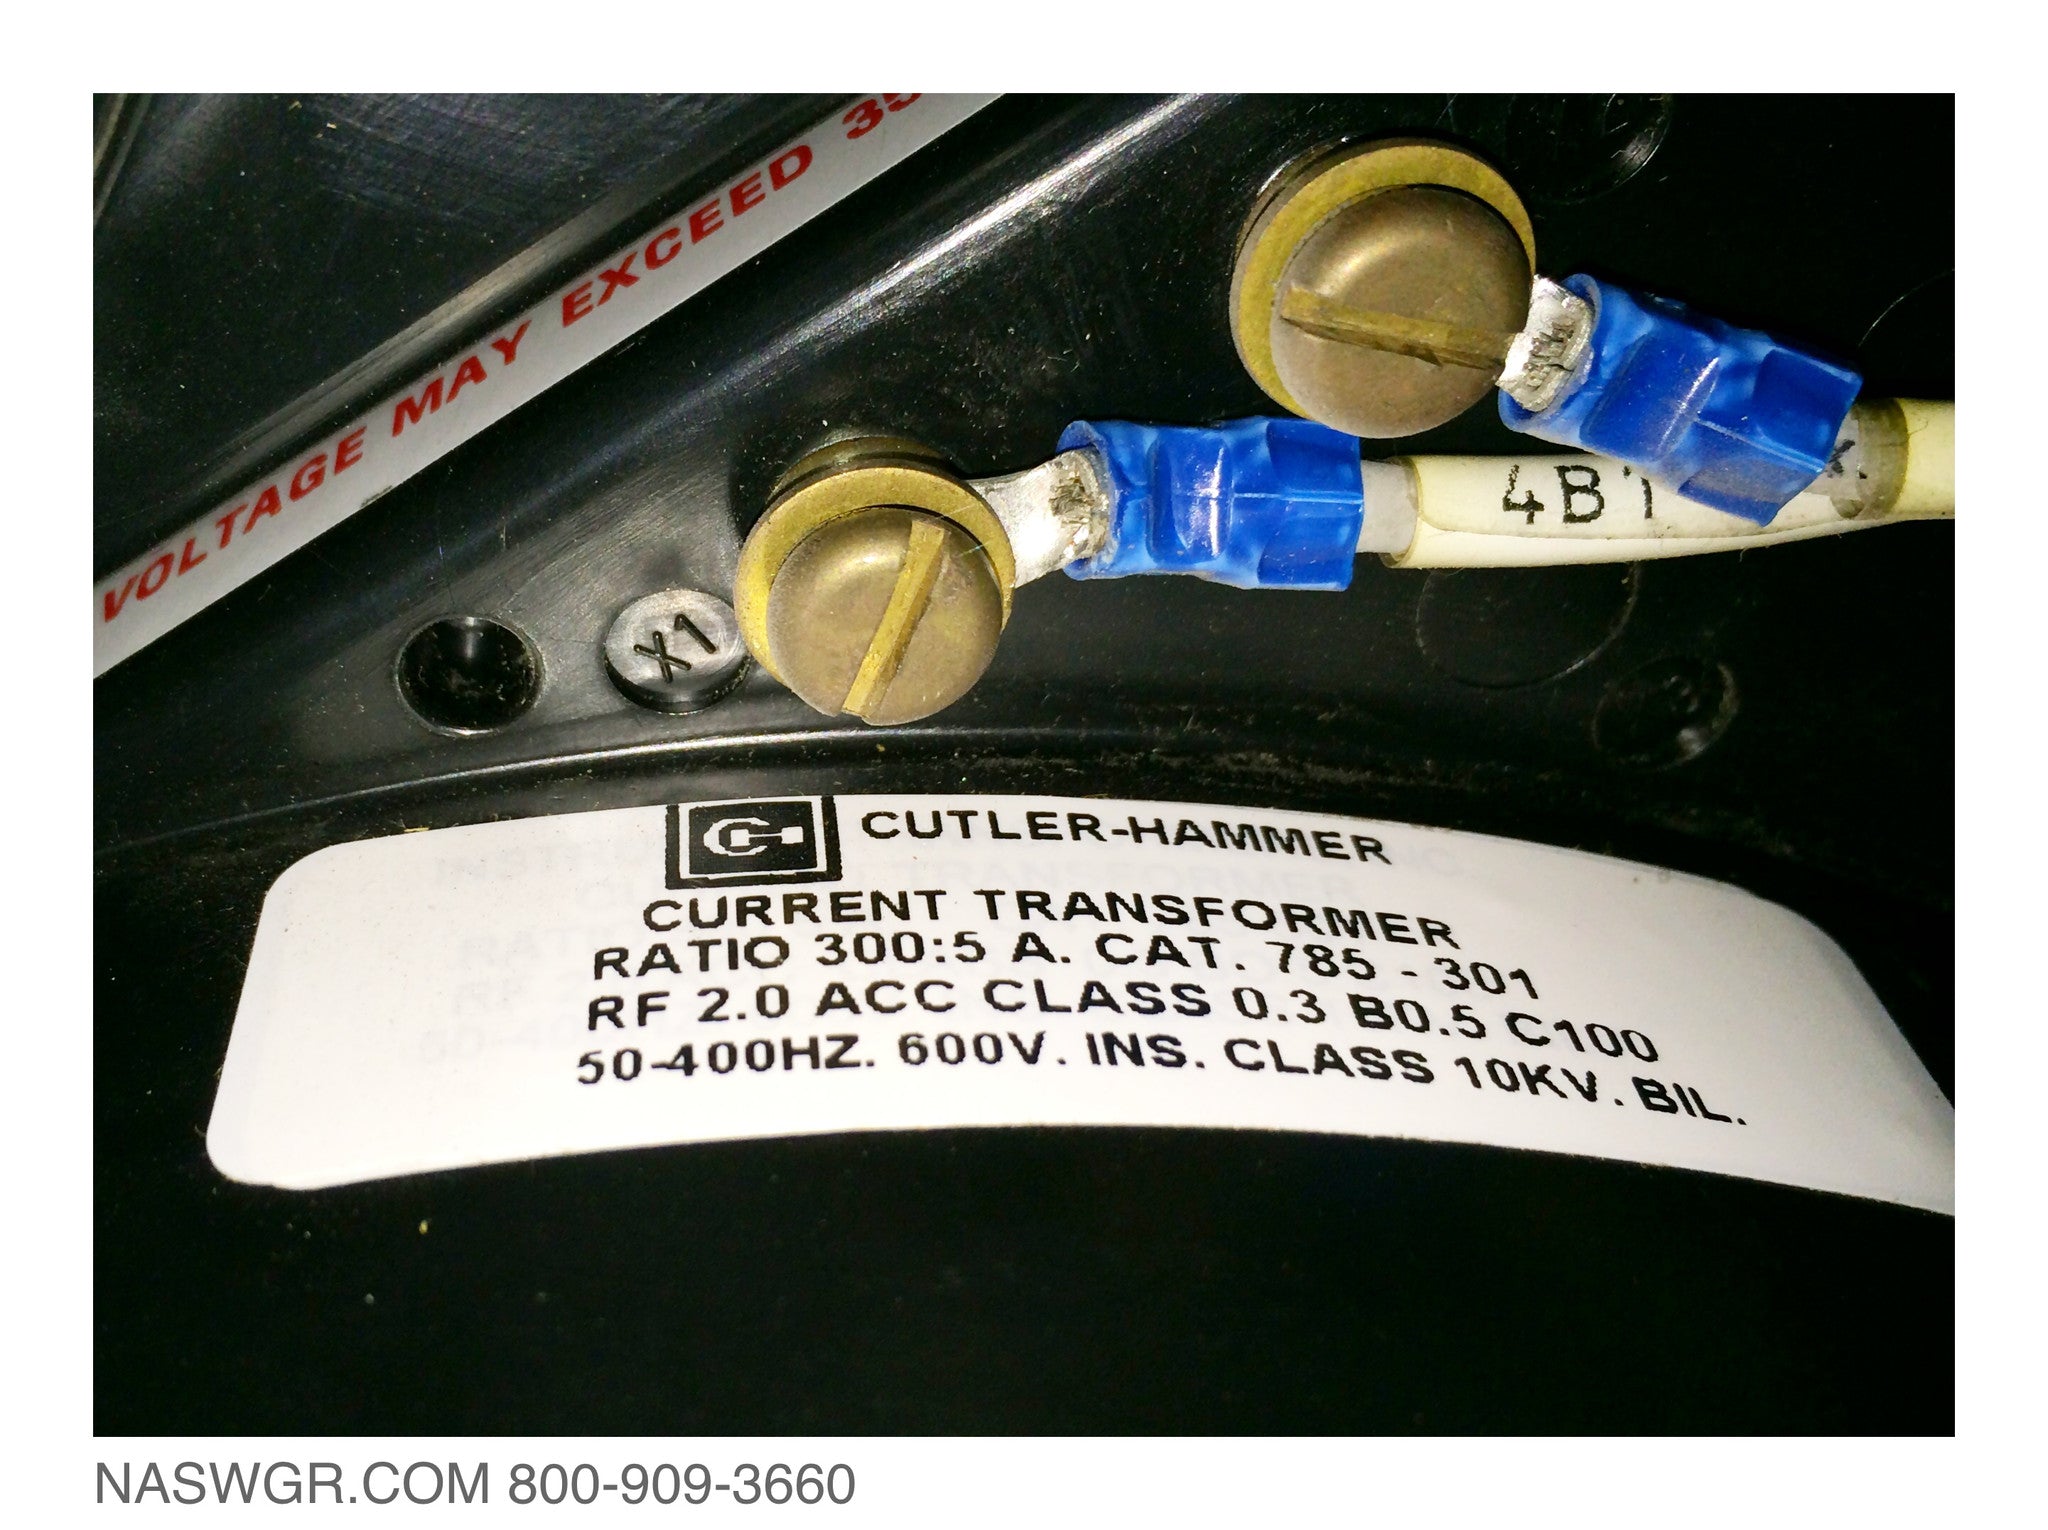 VOLTAGE MAY EXCEED 35
X1
4B1
CUTLER-HAMMER
CURRENT TRANSFORMER
RATIO 300:5 A. CAT. 785 - 301
RF 2.0 ACC CLASS 0.3 B0.5 C100
50-400HZ. 600V. INS. CLASS 10KV. BIL.
NASWGR.COM 800-909-3660